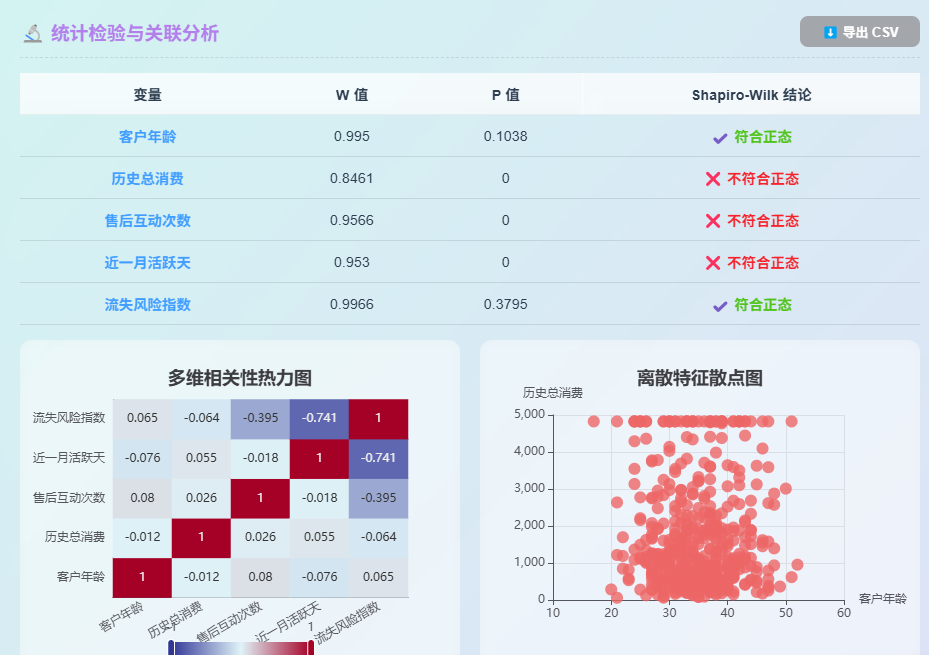 统计检验与关联分析
导出 CSV
变量 W 值 P 值 Shapiro-Wilk 结论
客户年龄 0.995 0.1038 符合正态
历史总消费 0.8461 0 不符合正态
售后互动次数 0.9566 0 不符合正态
近一月活跃天 0.953 0 不符合正态
流失风险指数 0.9966 0.3795 符合正态
多维相关性热力图
流失风险指数 0.065 -0.064 -0.395 -0.741 1
近一月活跃天 -0.076 0.055 -0.018 1 -0.741
售后互动次数 0.08 0.026 1 -0.018 -0.395
历史总消费 -0.012 1 0.026 0.055 -0.064
客户年龄 1 -0.012 0.08 -0.076 0.065
客户年龄 历史总消费 售后互动次数 近一月活跃天 流失风险指数
1
离散特征散点图
历史总消费
5,000
4,000
3,000
2,000
1,000
0
10 20 30 40 50 60
客户年龄